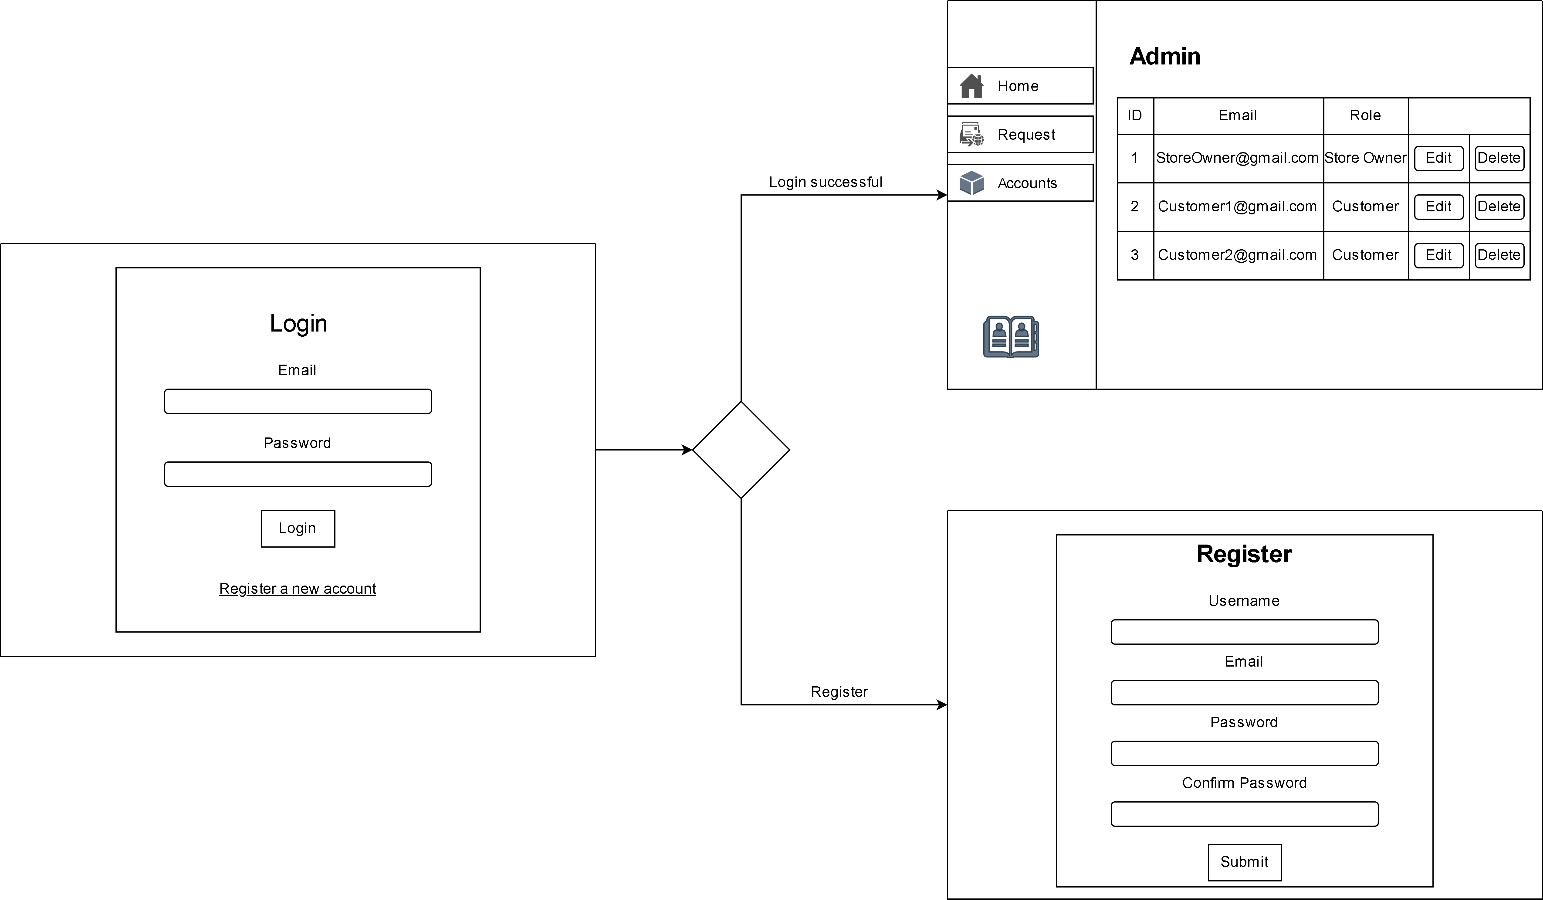 Login
Email
Password
Login
Register a new account
Login successful
Register
Home
Request
Accounts
Admin
ID Email Role
1 StoreOwner@gmail.com Store Owner Edit Delete
2 Customer1@gmail.com Customer Edit Delete
3 Customer2@gmail.com Customer Edit Delete
Register
Username
Email
Password
Confirm Password
Submit